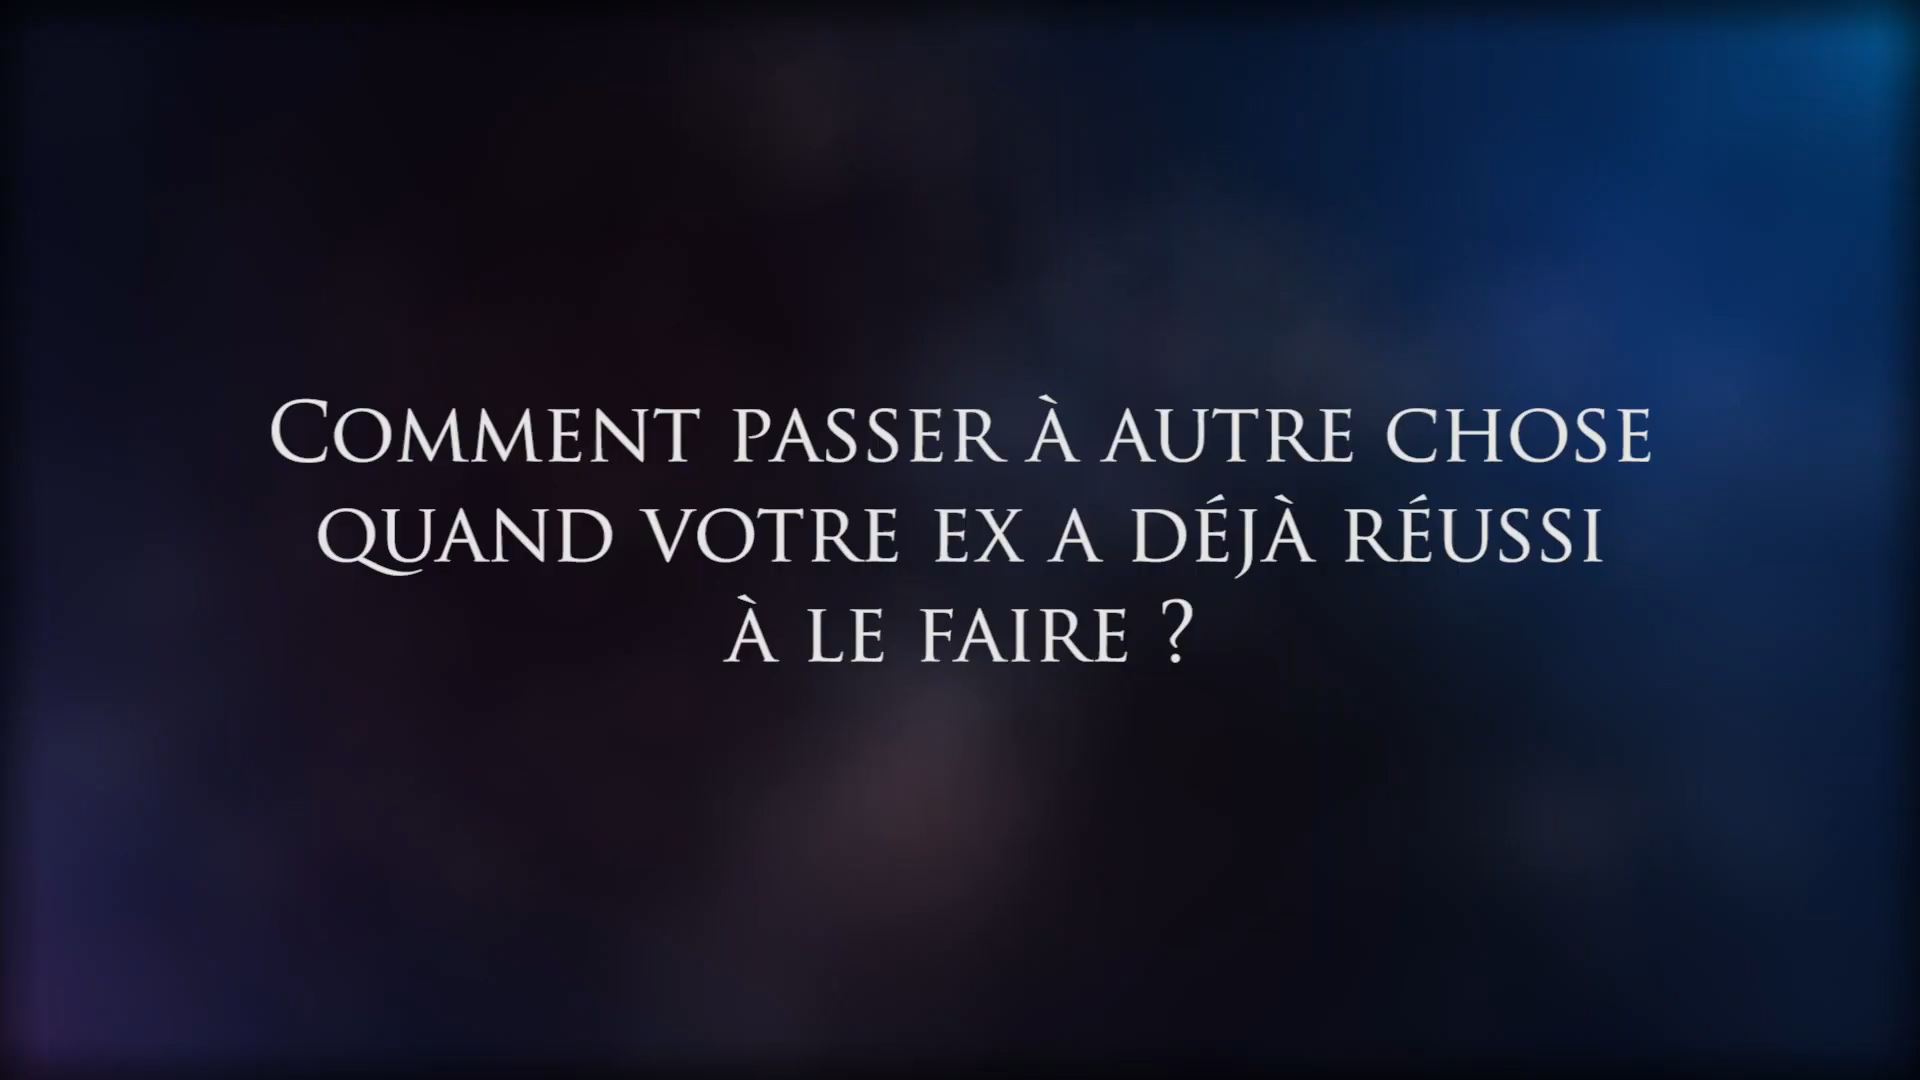 Comment passer à autre chose
quand votre ex a déjà réussi
à le faire ?